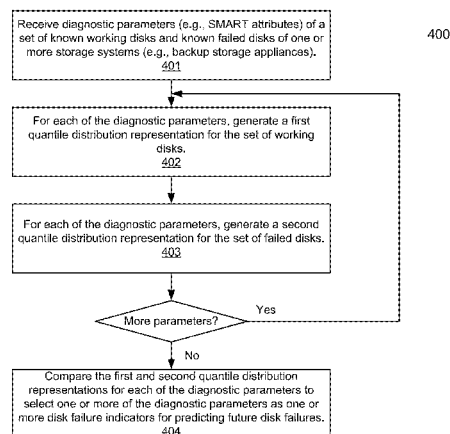 400
Receive diagnostic parameters (e.g., SMART attributes) of a
set of known working disks and known failed disks of one or
more storage systems (e.g., backup storage appliances).
401
For each of the diagnostic parameters, generate a first
quantile distribution representation for the set of working
disks.
402
For each of the diagnostic parameters, generate a second
quantile distribution representation for the set of failed disks.
403
More parameters?
Yes
No
Compare the first and second quantile distribution
representations for each of the diagnostic parameters to
select one or more of the diagnostic parameters as one or
more disk failure indicators for predicting future disk failures.
404